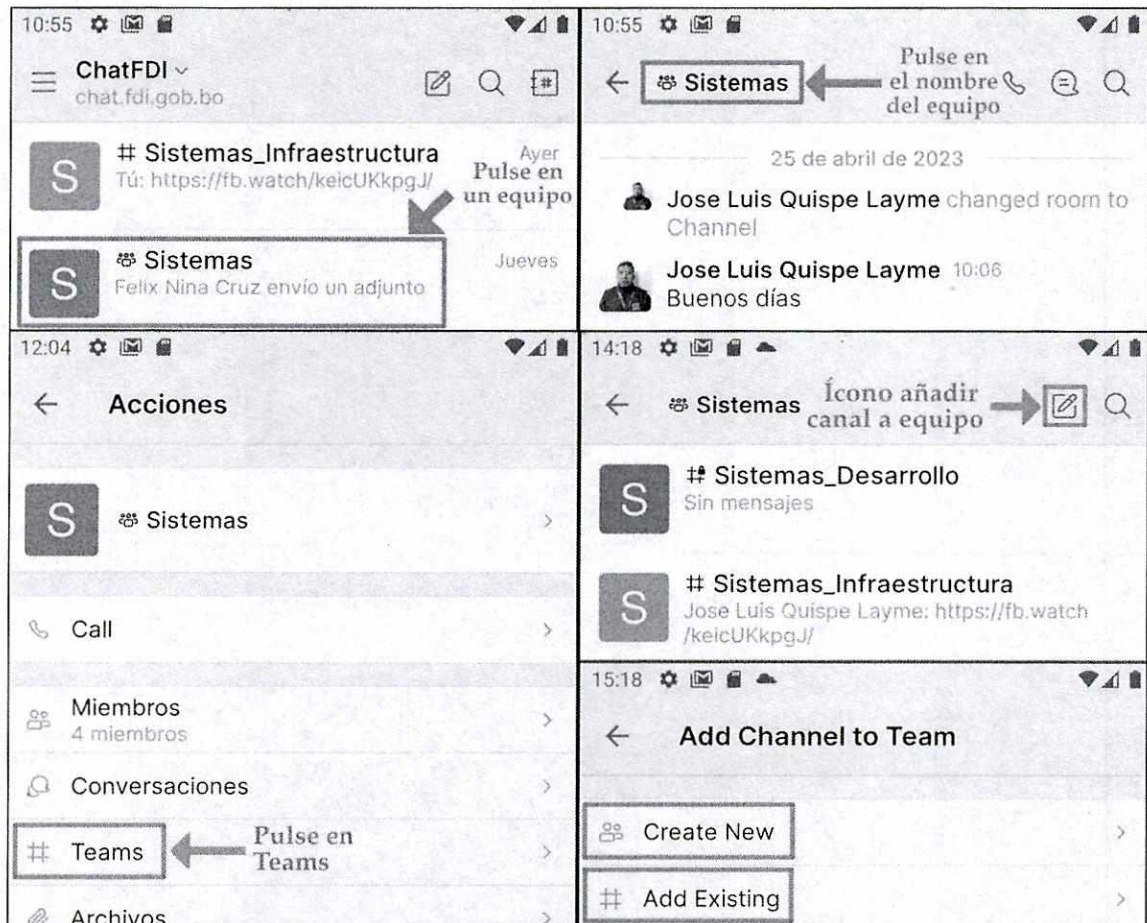 10:55
ChatFDI
chat.fdi.gob.bo
# Sistemas_Infraestructura
Ayer
Tú: https://fb.watch/keicUKkpgJ/
Pulse en
un equipo
Sistemas
Jueves
Felix Nina Cruz envío un adjunto
S
S
10:55
Sistemas
Pulse en
el nombre
del equipo
25 de abril de 2023
Jose Luis Quispe Layme changed room to
Channel
Jose Luis Quispe Layme 10:06
Buenos días
12:04
Acciones
S
Sistemas
Call
Miembros
4 miembros
Conversaciones
# Teams
Pulse en
Teams
Archivos
14:18
Sistemas
Ícono añadir
canal a equipo
S
Sistemas_Desarrollo
Sin mensajes
S
# Sistemas_Infraestructura
Jose Luis Quispe Layme: https://fb.watch
/keicUKkpgJ/
15:18
Add Channel to Team
Create New
# Add Existing